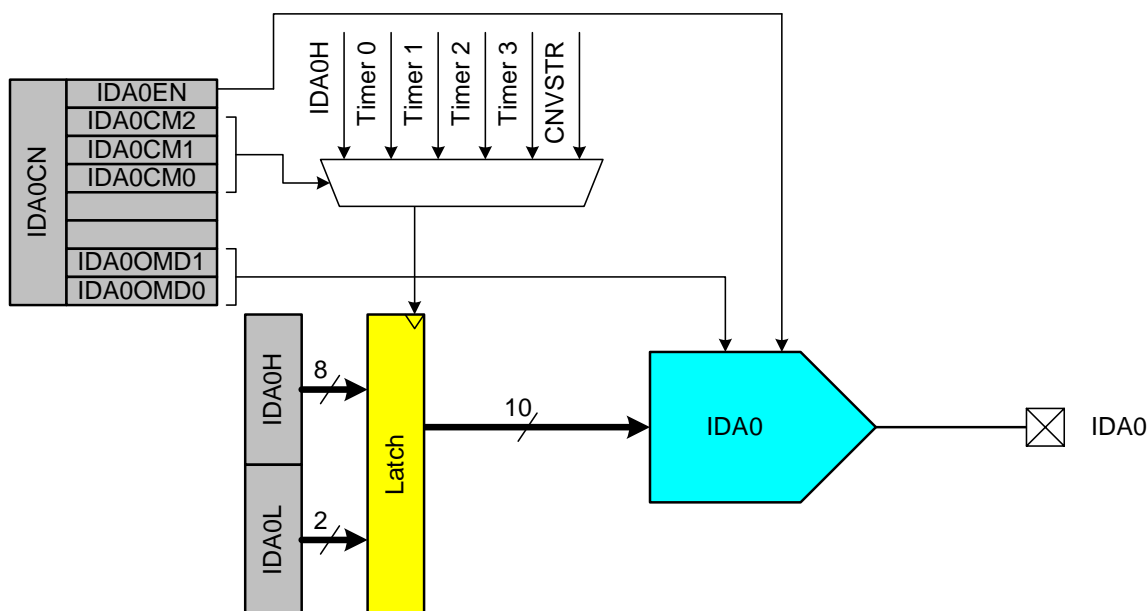 IDA0CN
IDA0EN
IDA0CM2
IDA0CM1
IDA0CM0
IDA0OMD1
IDA0OMD0
IDA0H
Timer 0
Timer 1
Timer 2
Timer 3
CNVSTR
IDA0H
8
IDA0L
2
Latch
10
IDA0
IDA0